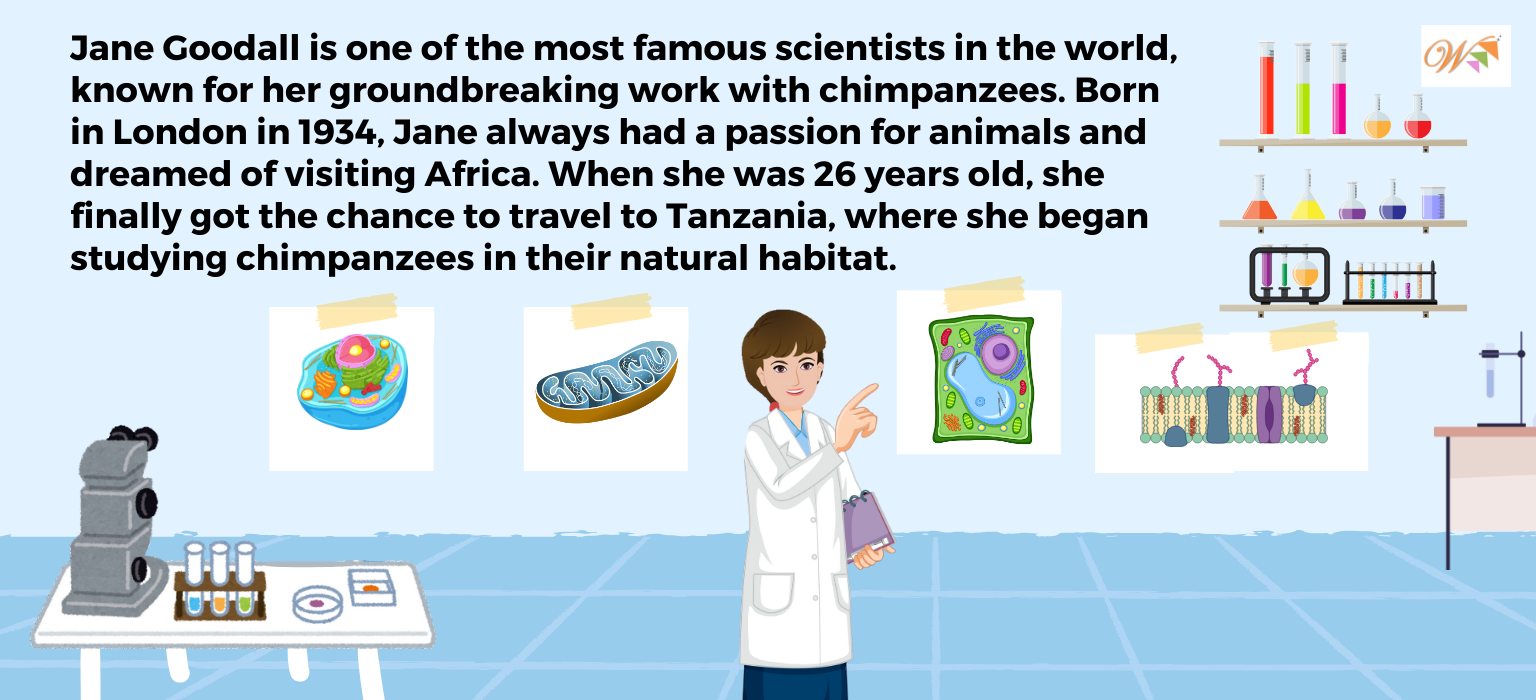 Jane Goodall is one of the most famous scientists in the world,
known for her groundbreaking work with chimpanzees. Born
in London in 1934, Jane always had a passion for animals and
dreamed of visiting Africa. When she was 26 years old, she
finally got the chance to travel to Tanzania, where she began
studying chimpanzees in their natural habitat.
W